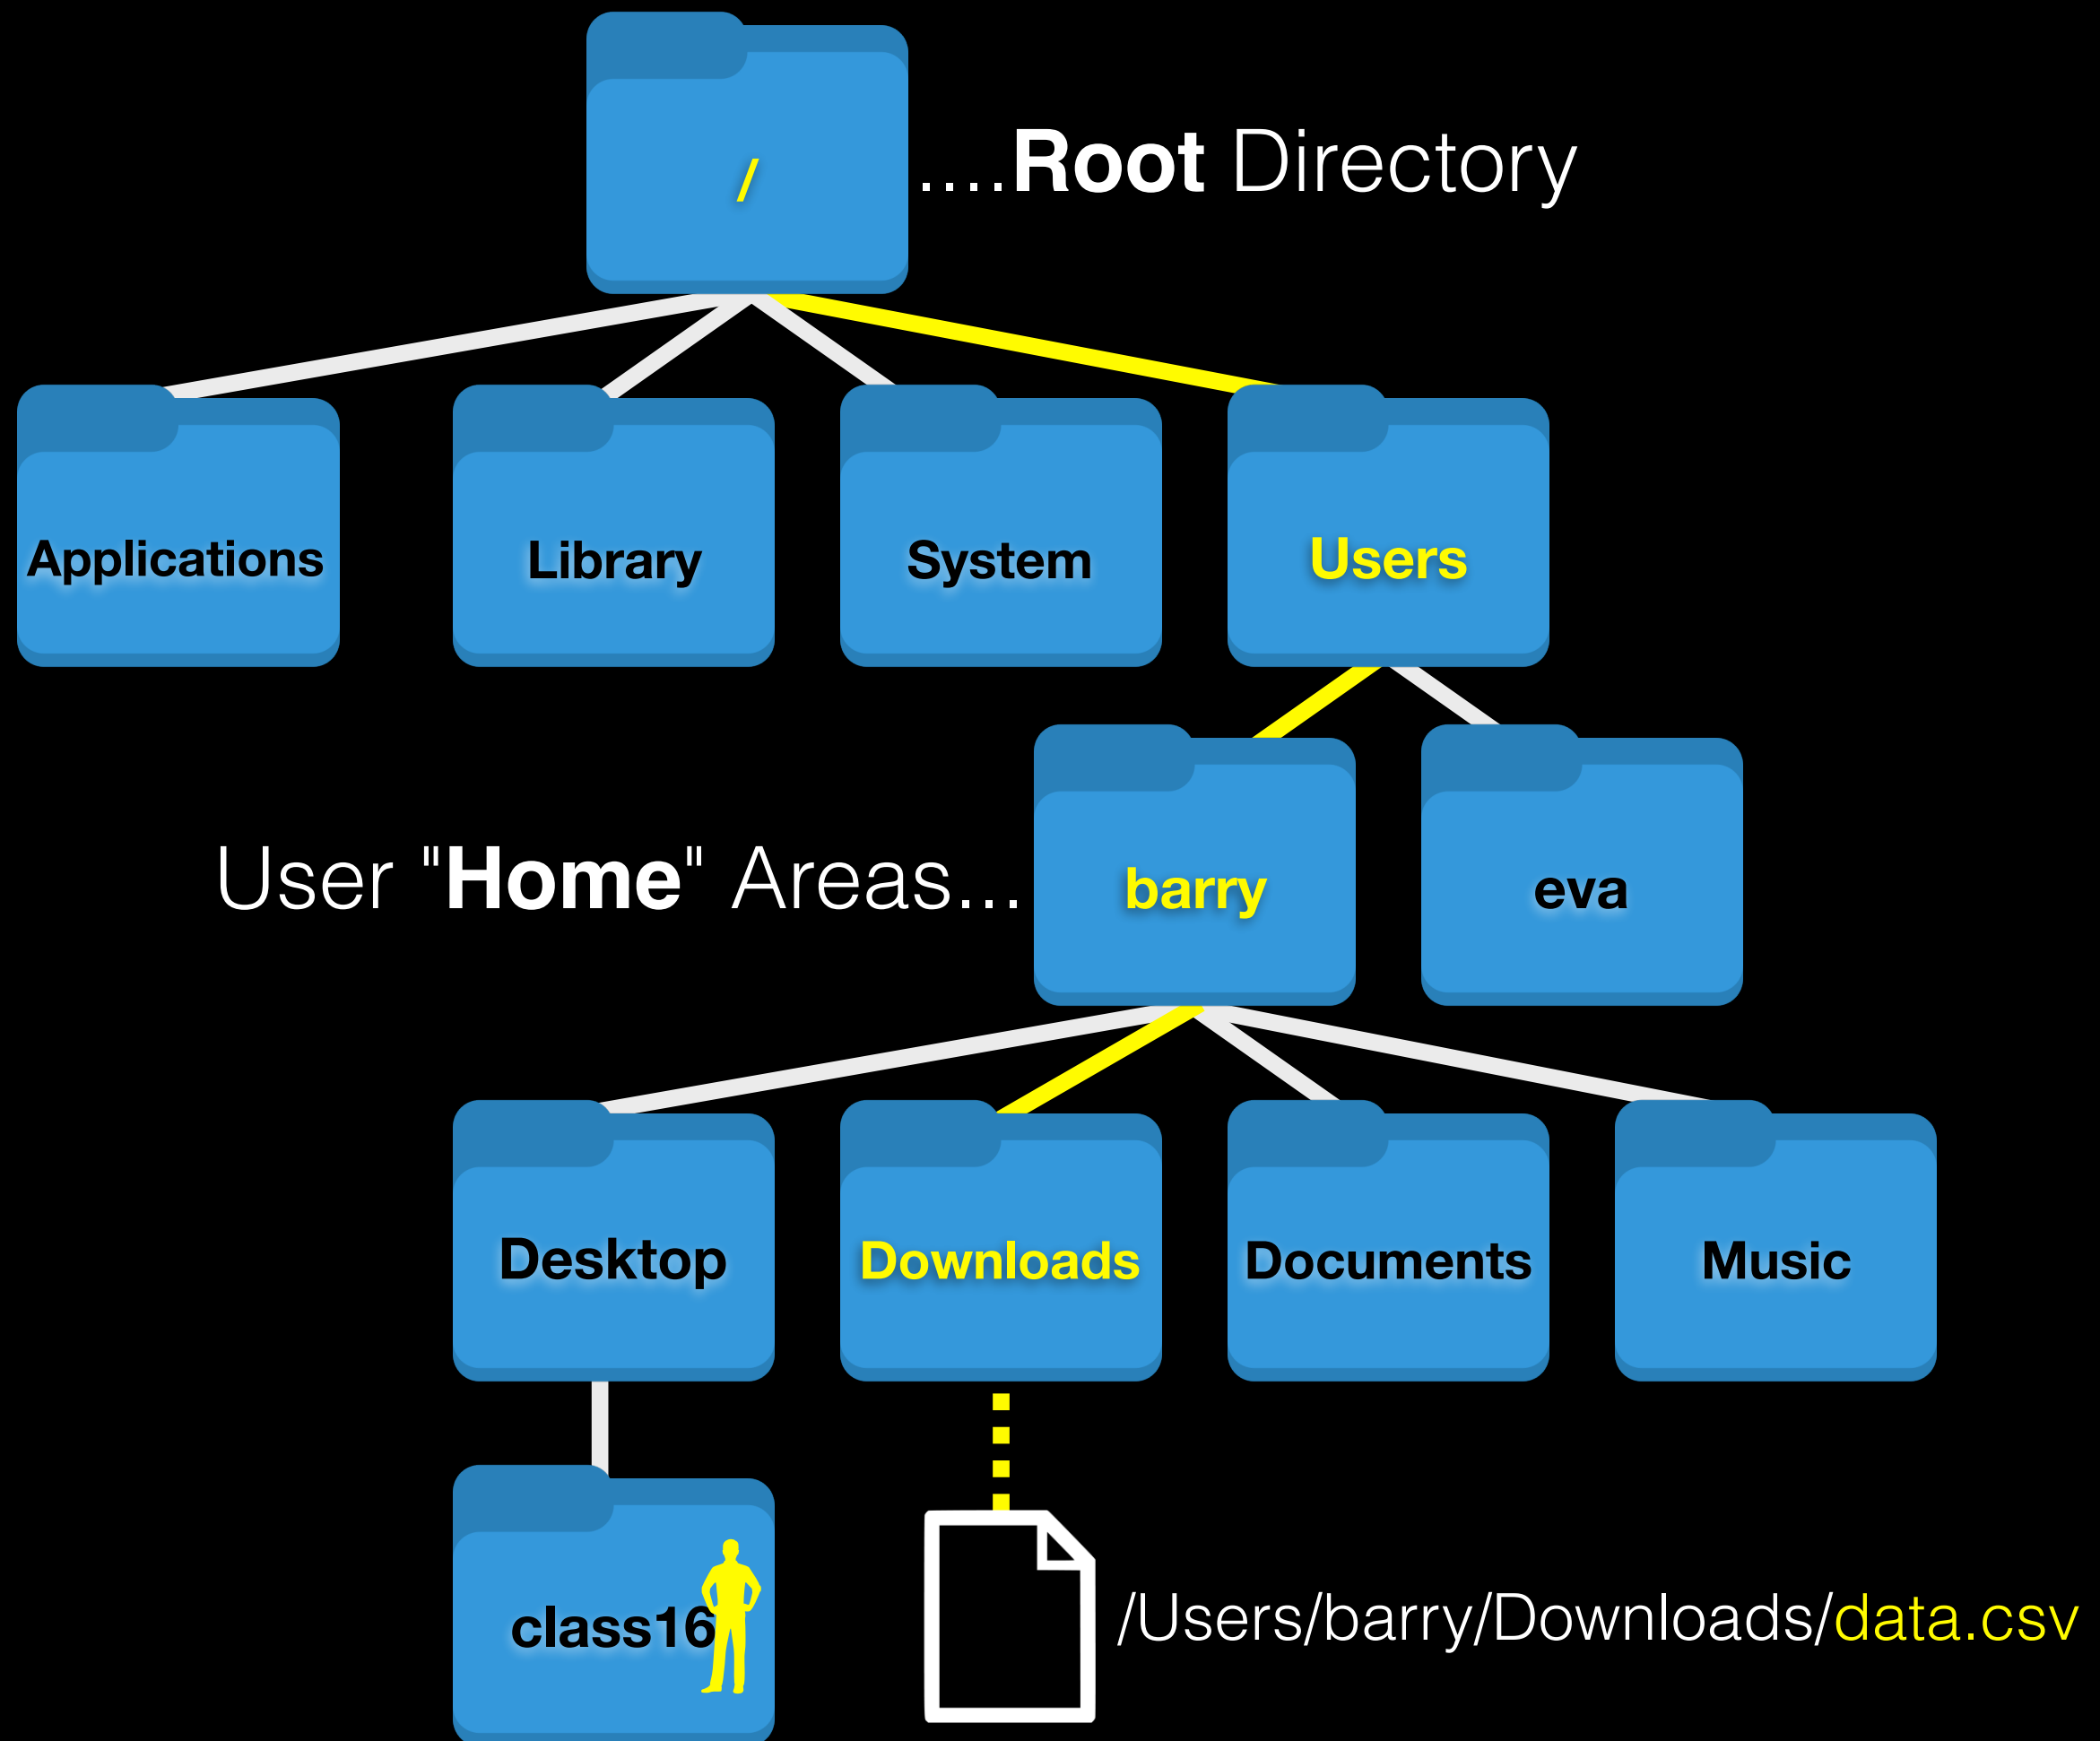 /
....Root Directory
Applications
Library
System
Users
User "Home" Areas...
barry
eva
Desktop
Downloads
Documents
Music
class16
/Users/barry/Downloads/data.csv